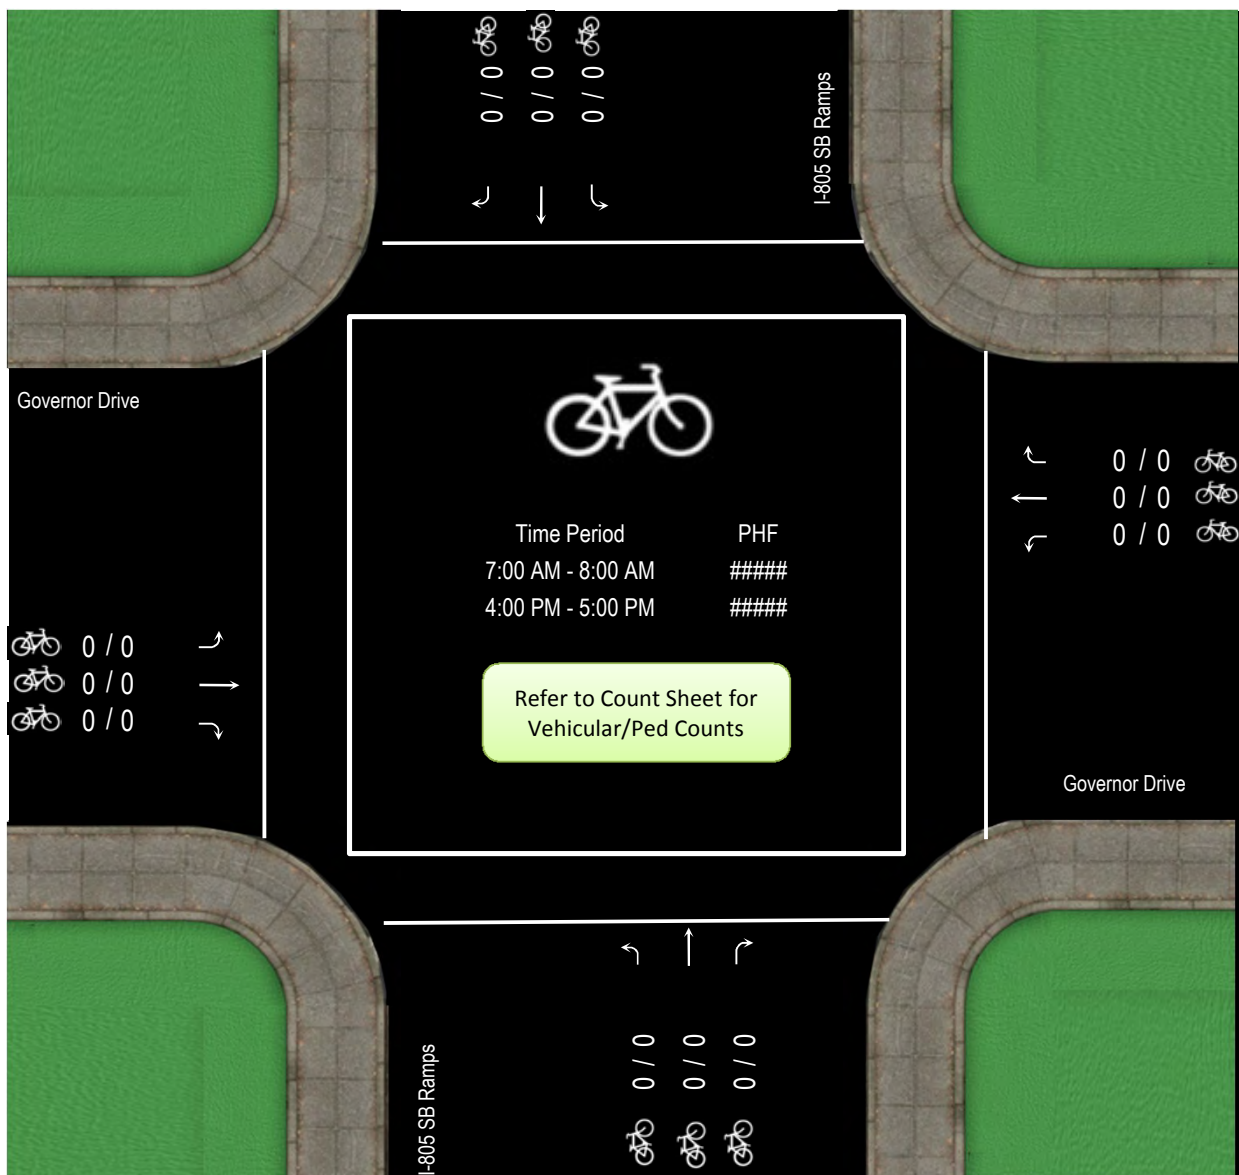 0 / 0
0 / 0
0 / 0
I-805 SB Ramps
Governor Drive
0 / 0
0 / 0
0 / 0
Time Period PHF
7:00 AM - 8:00 AM #####
4:00 PM - 5:00 PM #####
0 / 0
0 / 0
0 / 0
Refer to Count Sheet for
Vehicular/Ped Counts
Governor Drive
0 / 0
0 / 0
0 / 0
I-805 SB Ramps